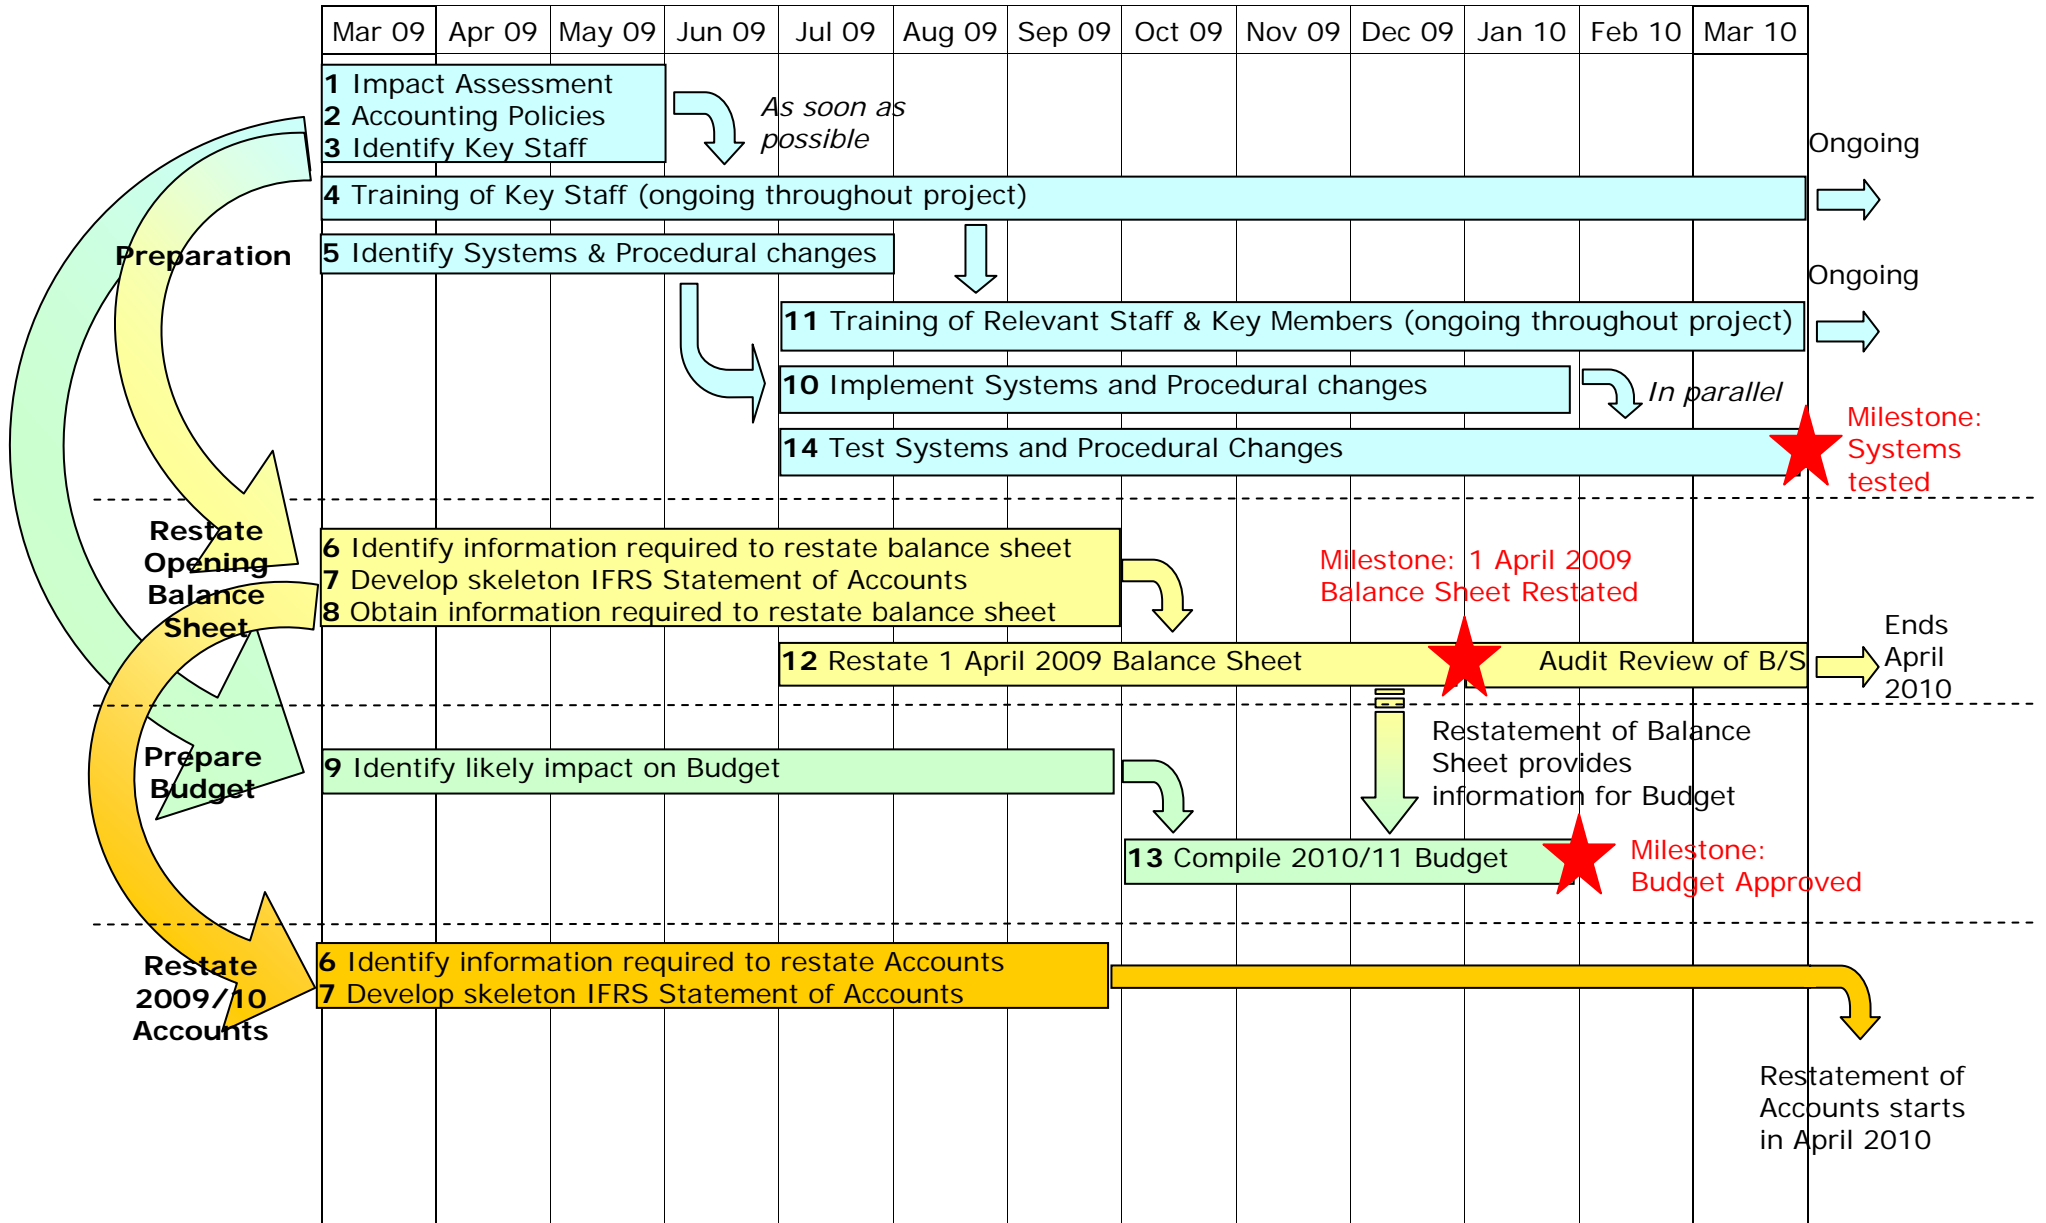 Mar 09 Apr 09 May 09 Jun 09 Jul 09 Aug 09 Sep 09 Oct 09 Nov 09 Dec 09 Jan 10 Feb 10 Mar 10
1 Impact Assessment
2 Accounting Policies
3 Identify Key Staff
As soon as
possible
Ongoing
4 Training of Key Staff (ongoing throughout project)
Preparation
5 Identify Systems & Procedural changes
Ongoing
11 Training of Relevant Staff & Key Members (ongoing throughout project)
10 Implement Systems and Procedural changes
In parallel
14 Test Systems and Procedural Changes
Milestone:
Systems
tested
Restate
Opening
Balance
Sheet
6 Identify information required to restate balance sheet
7 Develop skeleton IFRS Statement of Accounts
8 Obtain information required to restate balance sheet
Milestone: 1 April 2009
Balance Sheet Restated
12 Restate 1 April 2009 Balance Sheet
Audit Review of B/S
Ends
April
2010
Restatement of Balance
Sheet provides
information for Budget
Prepare
Budget
9 Identify likely impact on Budget
13 Compile 2010/11 Budget
Milestone:
Budget Approved
Restate
2009/10
Accounts
6 Identify information required to restate Accounts
7 Develop skeleton IFRS Statement of Accounts
Restatement of
Accounts starts
in April 2010